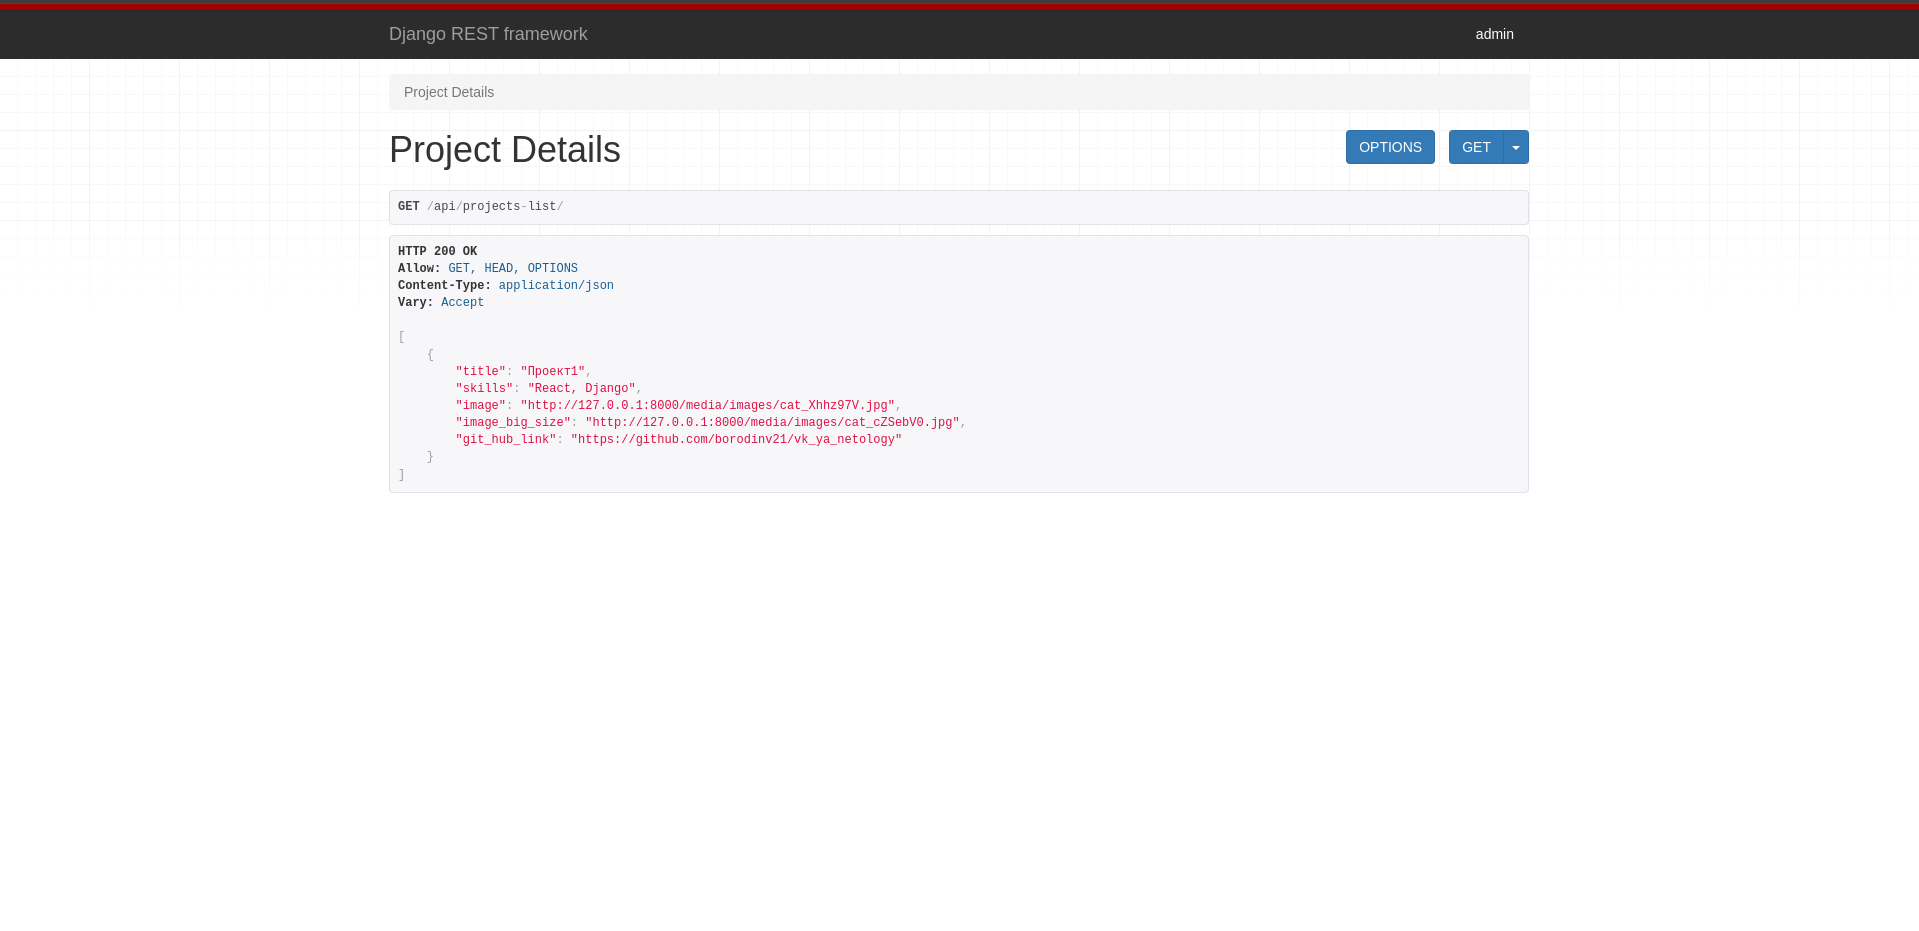 Django REST framework
admin
Project Details
Project Details
OPTIONS
GET
GET /api/projects-list/
HTTP 200 OK
Allow: GET, HEAD, OPTIONS
Content-Type: application/json
Vary: Accept
[
    {
        "title": "Проект1",
        "skills": "React, Django",
        "image": "http://127.0.0.1:8000/media/images/cat_Xhhz97V.jpg",
        "image_big_size": "http://127.0.0.1:8000/media/images/cat_cZSebV0.jpg",
        "git_hub_link": "https://github.com/borodinv21/vk_ya_netology"
    }
]